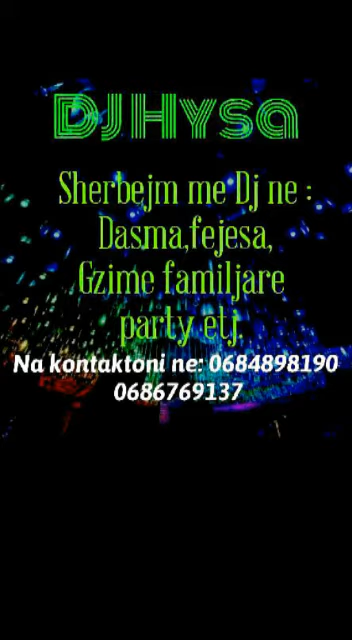 DJ Hysa
Sherbejm me Dj ne :
Dasma,fejesa,
Gzime familjare
party etj.
Na kontaktoni ne: 0684898190
0686769137